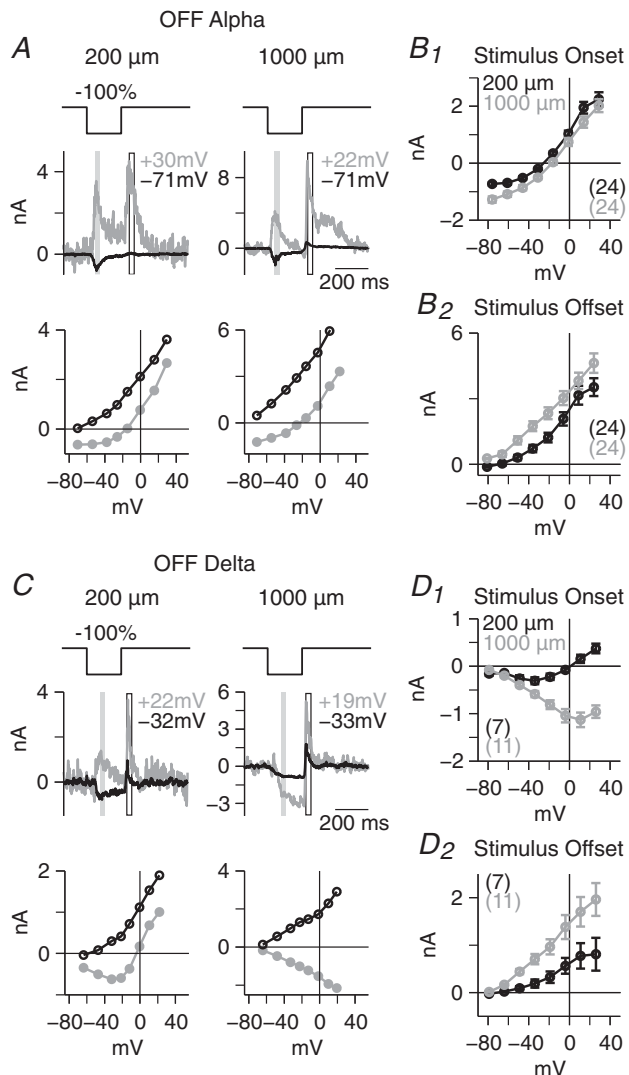 OFF Alpha
A
200 µm
1000 µm
-100%
+30mV
−71mV
+22mV
−71mV
4
nA
0
8
0
200 ms
4
nA
0
6
0
−80 −40 0 40
mV
−80 −40 0 40
mV
B1 Stimulus Onset
200 µm
1000 µm
2
nA
0
−2
(24)
(24)
−80 −40 0 40
mV
B2 Stimulus Offset
6
nA
0
(24)
(24)
−80 −40 0 40
mV
OFF Delta
C
200 µm
1000 µm
-100%
+22mV
−32mV
+19mV
−33mV
4
nA
0
6
3
0
−3
200 ms
2
nA
0
4
0
−80 −40 0 40
mV
−80 −40 0 40
mV
D1 Stimulus Onset
200 µm
1000 µm
1
0
nA
−1
−2
(7)
(11)
−80 −40 0 40
mV
D2 Stimulus Offset
(7)
(11)
2
nA
1
0
−80 −40 0 40
mV